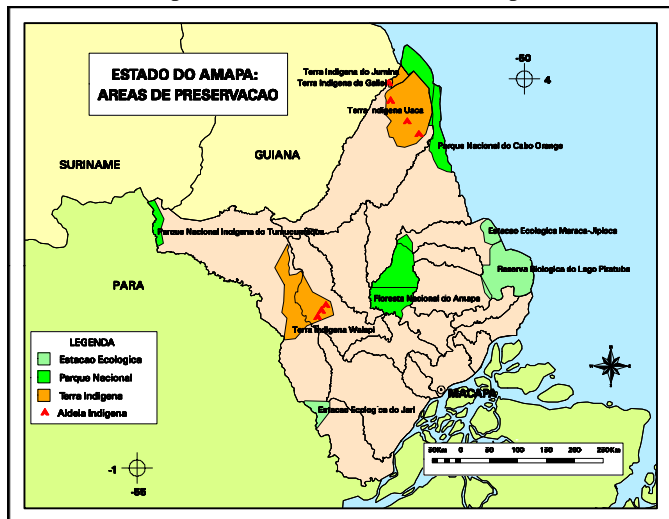 ESTADO DO AMAPA:
AREAS DE PRESERVACAO
-50
4
Terra Indigena do Jumina
Terra Indigena de Galibi
Terra Indigena Uaca
Parque Nacional do Cabo Orange
SURINAME
GUIANA
Parque Nacional Indigena do Tumucumaque
Estacao Ecologica Maraca-Jipioca
Reserva Biologica do Lago Piratuba
PARA
Floresta Nacional do Amapa
Terra Indigena Waiapi
LEGENDA
Estacao Ecologica
Parque Nacional
Terra Indigena
Aldeia Indigena
MACAPA
Estacao Ecologica do Jari
50Km 0 50 100 150 200 250Km
-1
-55